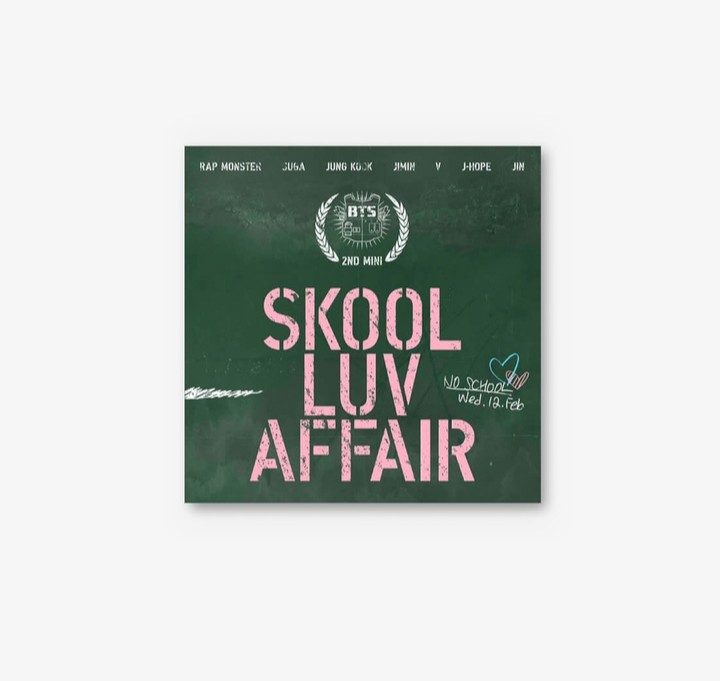 RAP MONSTER SUGA JUNG KOOK JIMIN V J-HOPE JIN
BTS
2ND MINI
SKOOL
LUV
AFFAIR
NO SCHOOL
Wed. 12. Feb